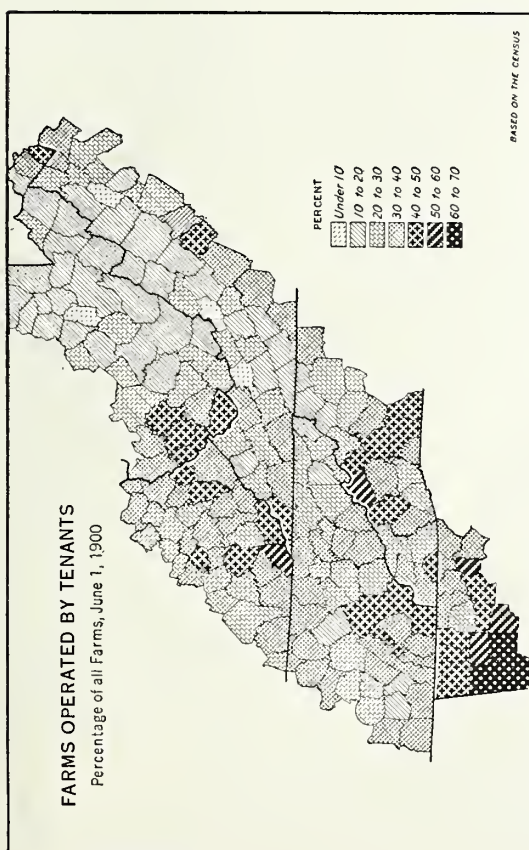 FARMS OPERATED BY TENANTS
Percentage of all Farms, June 1, 1900
PERCENT
Under 10
10 to 20
20 to 30
30 to 40
40 to 50
50 to 60
60 to 70
BASED ON THE CENSUS